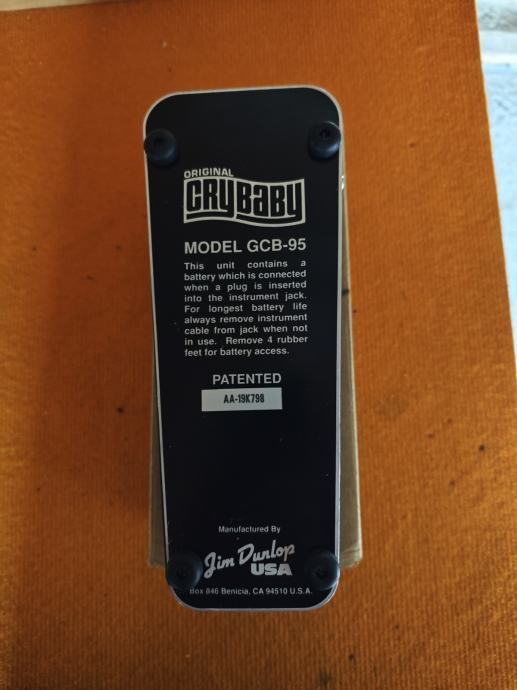 ORIGINAL
CRYBABY
MODEL GCB-95
This unit contains a
battery which is connected
when a plug is inserted
into the instrument jack.
For longest battery life
always remove instrument
cable from jack when not
in use. Remove 4 rubber
feet for battery access.
PATENTED
AA-19K798
Manufactured By
Jim Dunlop
USA
Box 846 Benicia, CA 94510 U.S.A.